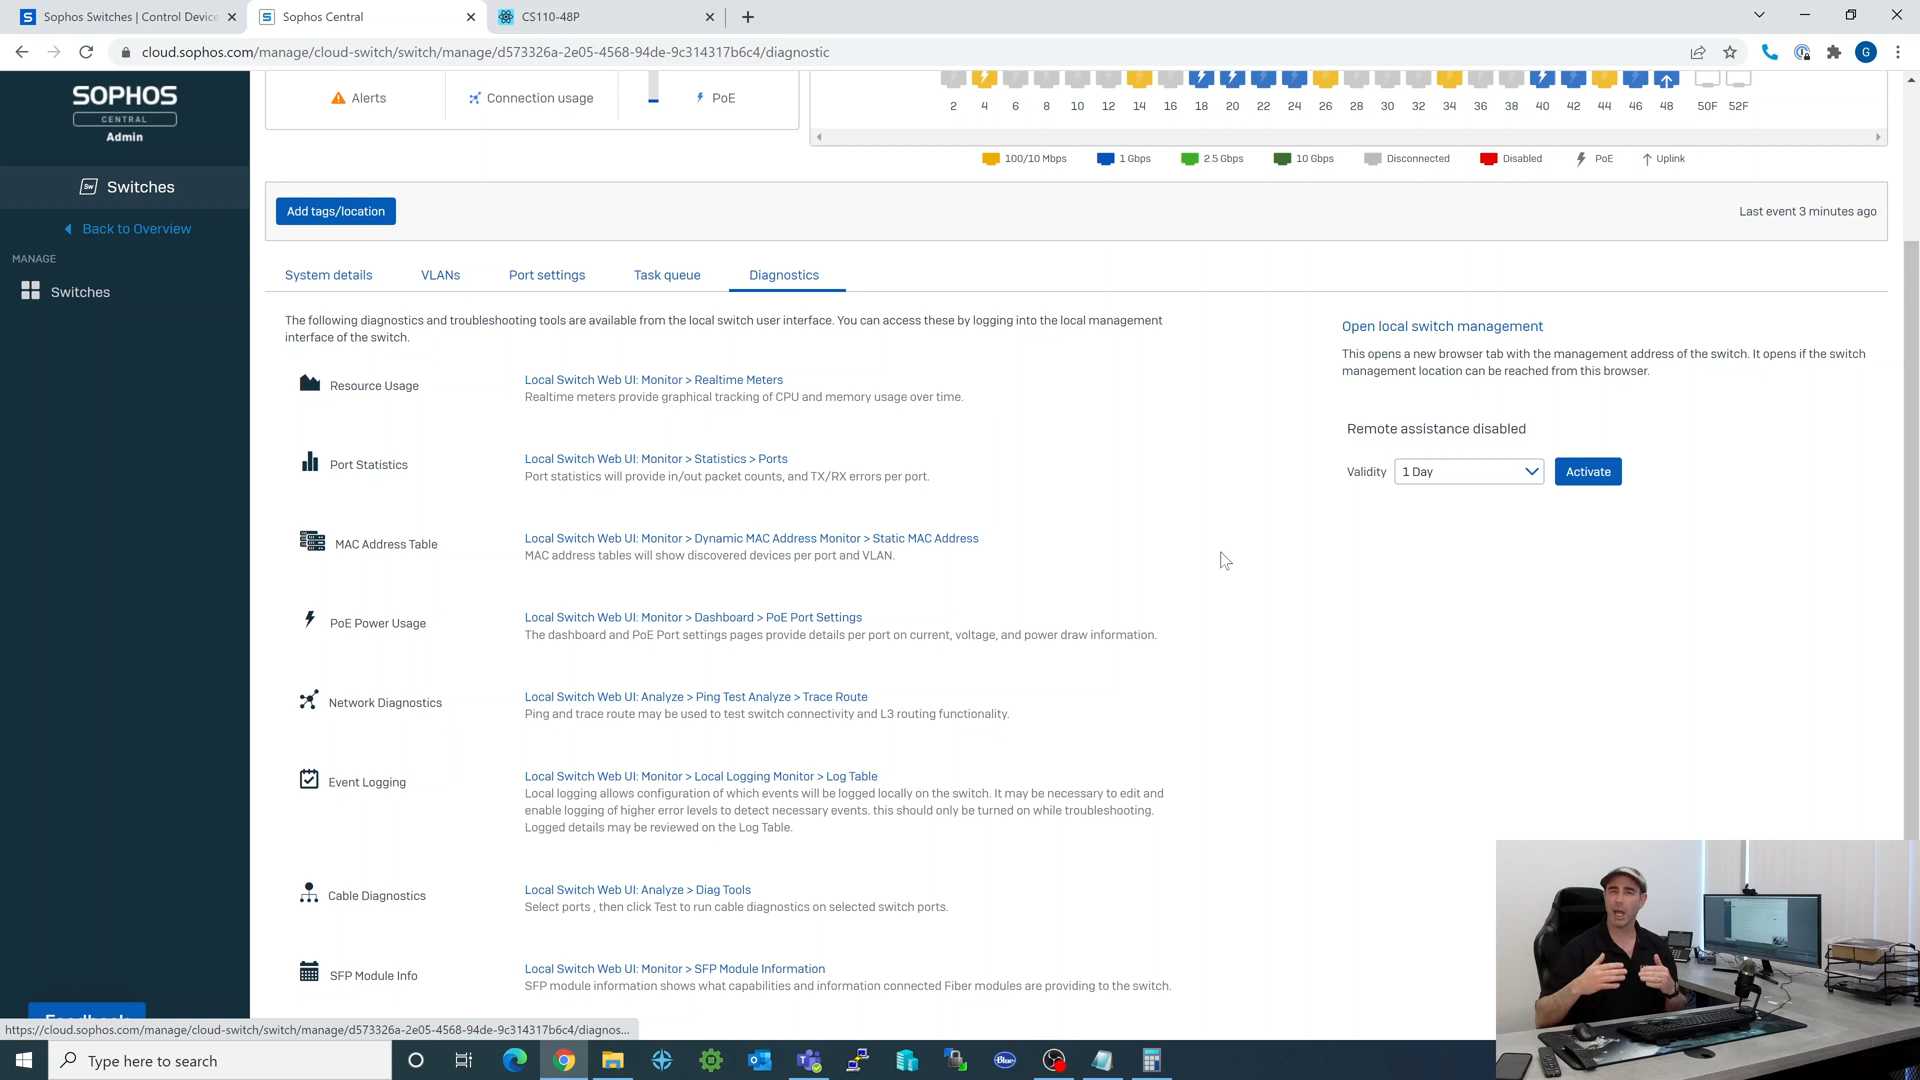 Sophos Switches | Control Device
Sophos Central
CS110-48P
cloud.sophos.com/manage/cloud-switch/switch/manage/d573326a-2e05-4568-94de-9c314317b6c4/diagnostic
G
SOPHOS
CENTRAL
Admin
Switches
Back to Overview
MANAGE
Switches
Alerts
Connection usage
PoE
2 4 6 8 10 12 14 16 18 20 22 24 26 28 30 32 34 36 38 40 42 44 46 48 50F 52F
100/10 Mbps 1 Gbps 2.5 Gbps 10 Gbps Disconnected Disabled PoE Uplink
Add tags/location
Last event 3 minutes ago
System details VLANs Port settings Task queue Diagnostics
The following diagnostics and troubleshooting tools are available from the local switch user interface. You can access these by logging into the local management
interface of the switch.
Resource Usage
Local Switch Web UI: Monitor > Realtime Meters
Realtime meters provide graphical tracking of CPU and memory usage over time.
Port Statistics
Local Switch Web UI: Monitor > Statistics > Ports
Port statistics will provide in/out packet counts, and TX/RX errors per port.
MAC Address Table
Local Switch Web UI: Monitor > Dynamic MAC Address Monitor > Static MAC Address
MAC address tables will show discovered devices per port and VLAN.
PoE Power Usage
Local Switch Web UI: Monitor > Dashboard > PoE Port Settings
The dashboard and PoE Port settings pages provide details per port on current, voltage, and power draw information.
Network Diagnostics
Local Switch Web UI: Analyze > Ping Test Analyze > Trace Route
Ping and trace route may be used to test switch connectivity and L3 routing functionality.
Event Logging
Local Switch Web UI: Monitor > Local Logging Monitor > Log Table
Local logging allows configuration of which events will be logged locally on the switch. It may be necessary to edit and
enable logging of higher error levels to detect necessary events. this should only be turned on while troubleshooting.
Logged details may be reviewed on the Log Table.
Cable Diagnostics
Local Switch Web UI: Analyze > Diag Tools
Select ports , then click Test to run cable diagnostics on selected switch ports.
SFP Module Info
Local Switch Web UI: Monitor > SFP Module Information
SFP module information shows what capabilities and information connected Fiber modules are providing to the switch.
Open local switch management
This opens a new browser tab with the management address of the switch. It opens if the switch
management location can be reached from this browser.
Remote assistance disabled
Validity 1 Day Activate
Feedback
https://cloud.sophos.com/manage/cloud-switch/switch/manage/d573326a-2e05-4568-94de-9c314317b6c4/diagnos...
Type here to search
Blue